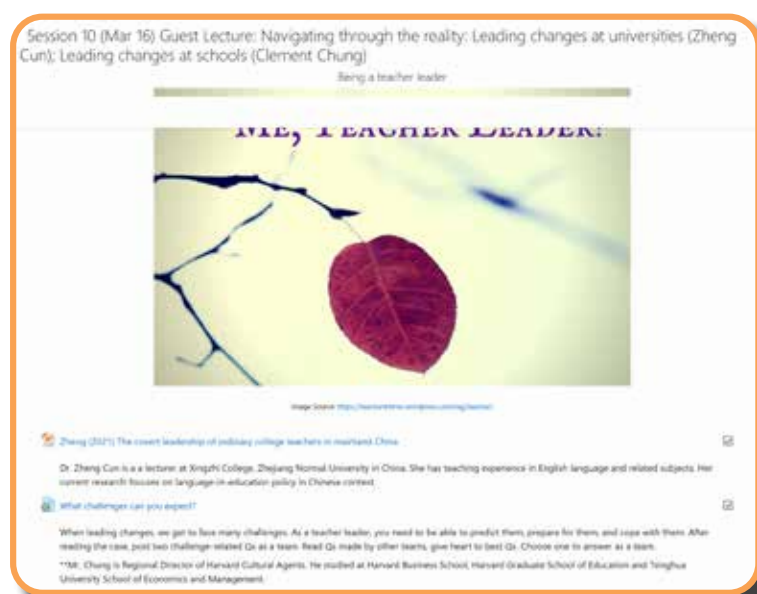 Session 10 (Mar 16) Guest Lecture: Navigating through the reality: Leading changes at universities (Zheng
Cun); Leading changes at schools (Clement Chung)
Being a teacher leader
ME, TEACHER LEADER!
Image Source:
Zheng (2021) The covert leadership of ordinary college teachers in mainland China
Dr. Zheng Cun is a a lecturer at Xingzhi College, Zhejiang Normal University in China. She has teaching experience in English language and related subjects. Her
current research focuses on language-in-education policy in Chinese context.
What challenges can you expect?
When leading changes, we get to face many challenges. As a teacher leader, you need to be able to predict them, prepare for them, and cope with them. After
reading the case, post two challenge-related Qs as a team. Read Qs made by other teams, give heart to best Qs. Choose one to answer as a team.
**Mr. Chung is Regional Director of Harvard Cultural Agents. He studied at Harvard Business School, Harvard Graduate School of Education and Tsinghua
University School of Economics and Management.